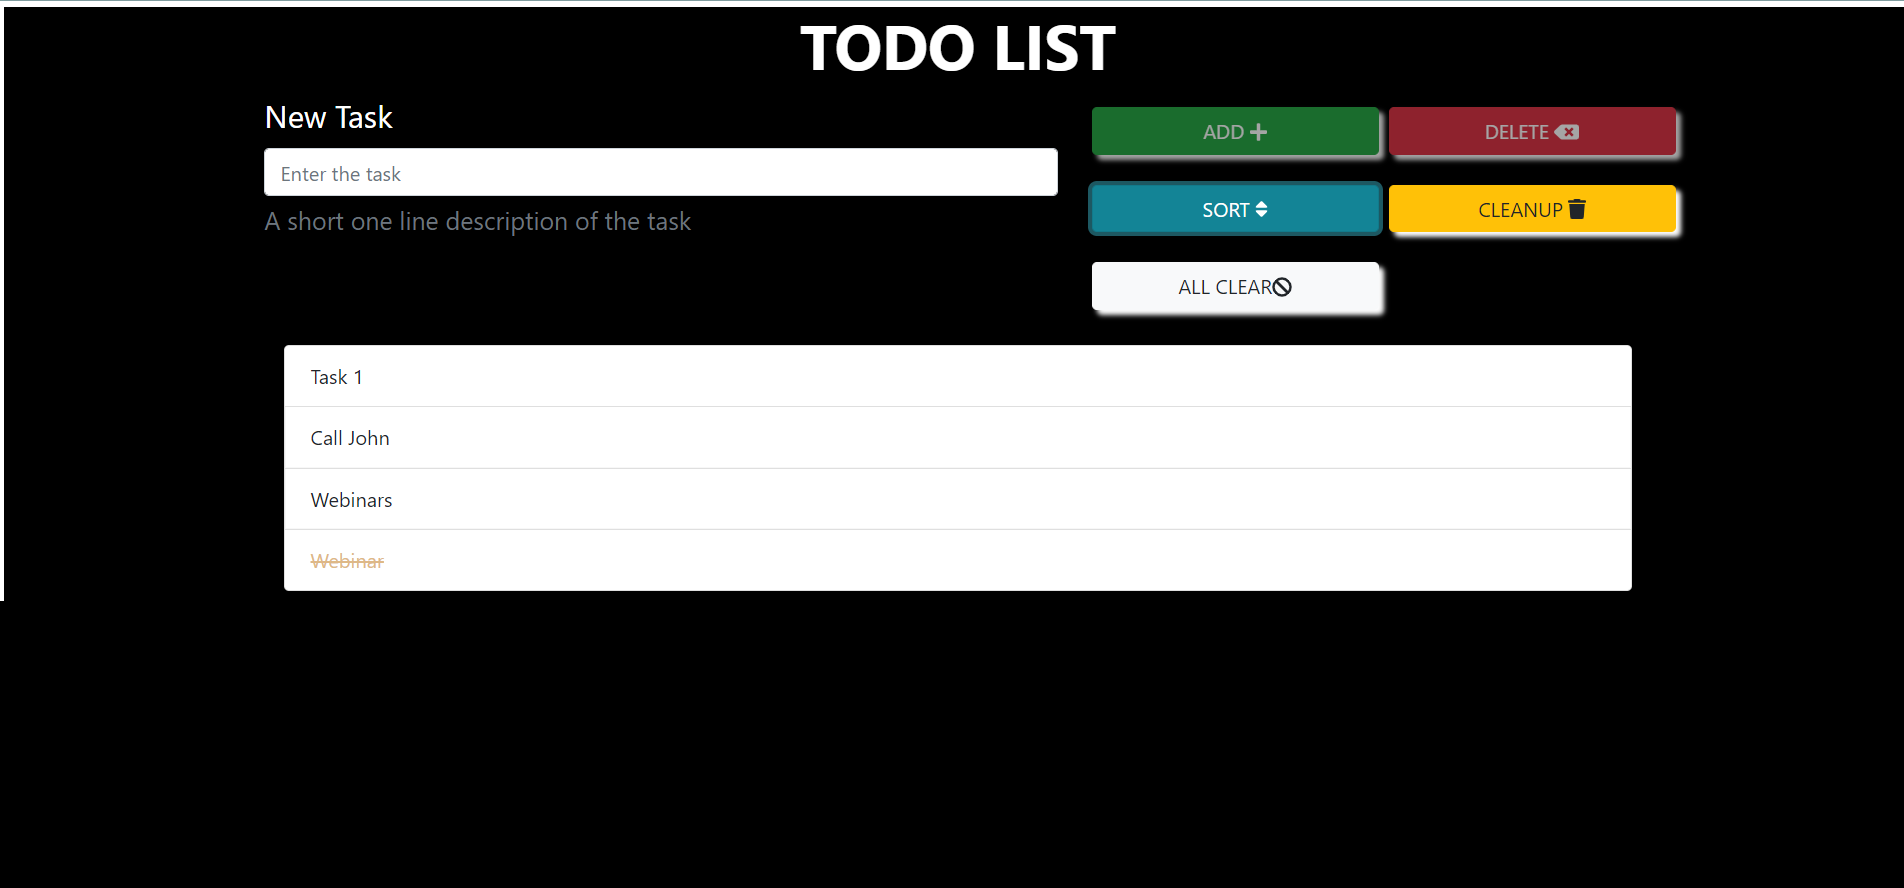 TODO LIST
New Task
Enter the task
A short one line description of the task
ADD
DELETE
SORT
CLEANUP
ALL CLEAR
Task 1
Call John
Webinars
Webinar